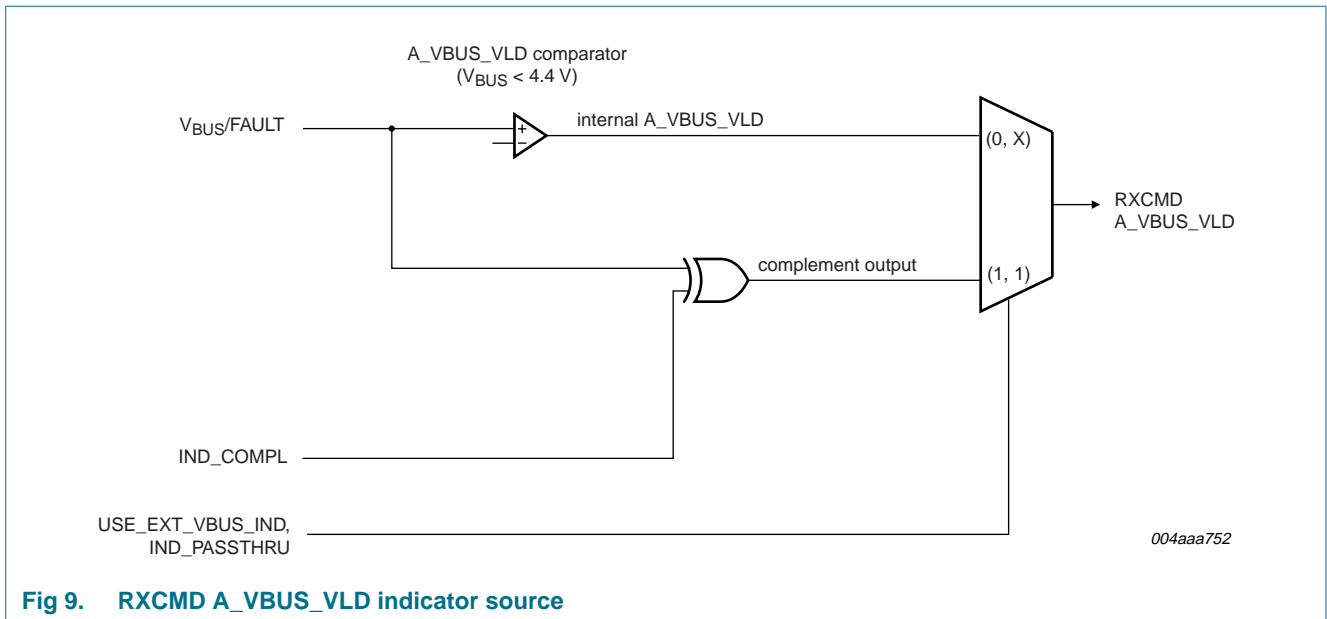 A_VBUS_VLD comparator
(VBUS < 4.4 V)
VBUS/FAULT
internal A_VBUS_VLD
+
−
(0, X)
RXCMD
A_VBUS_VLD
complement output
(1, 1)
IND_COMPL
USE_EXT_VBUS_IND,
IND_PASSTHRU
004aaa752
Fig 9. RXCMD A_VBUS_VLD indicator source